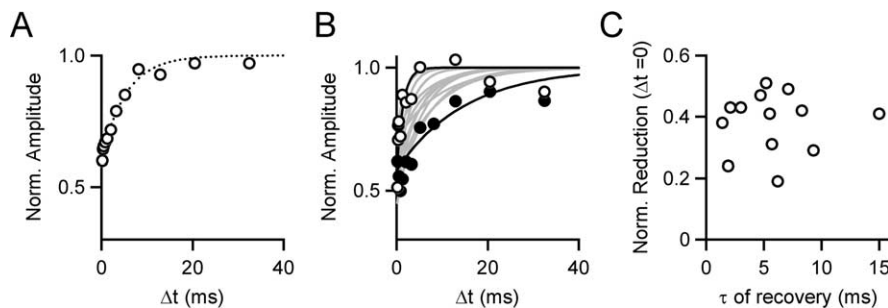 A
Norm. Amplitude
1.0
0.5
0
20
40
Δt (ms)
B
Norm. Amplitude
1.0
0.5
0
20
40
Δt (ms)
C
Norm. Reduction (Δt =0)
0.6
0.4
0.2
0
0
5
10
15
τ of recovery (ms)